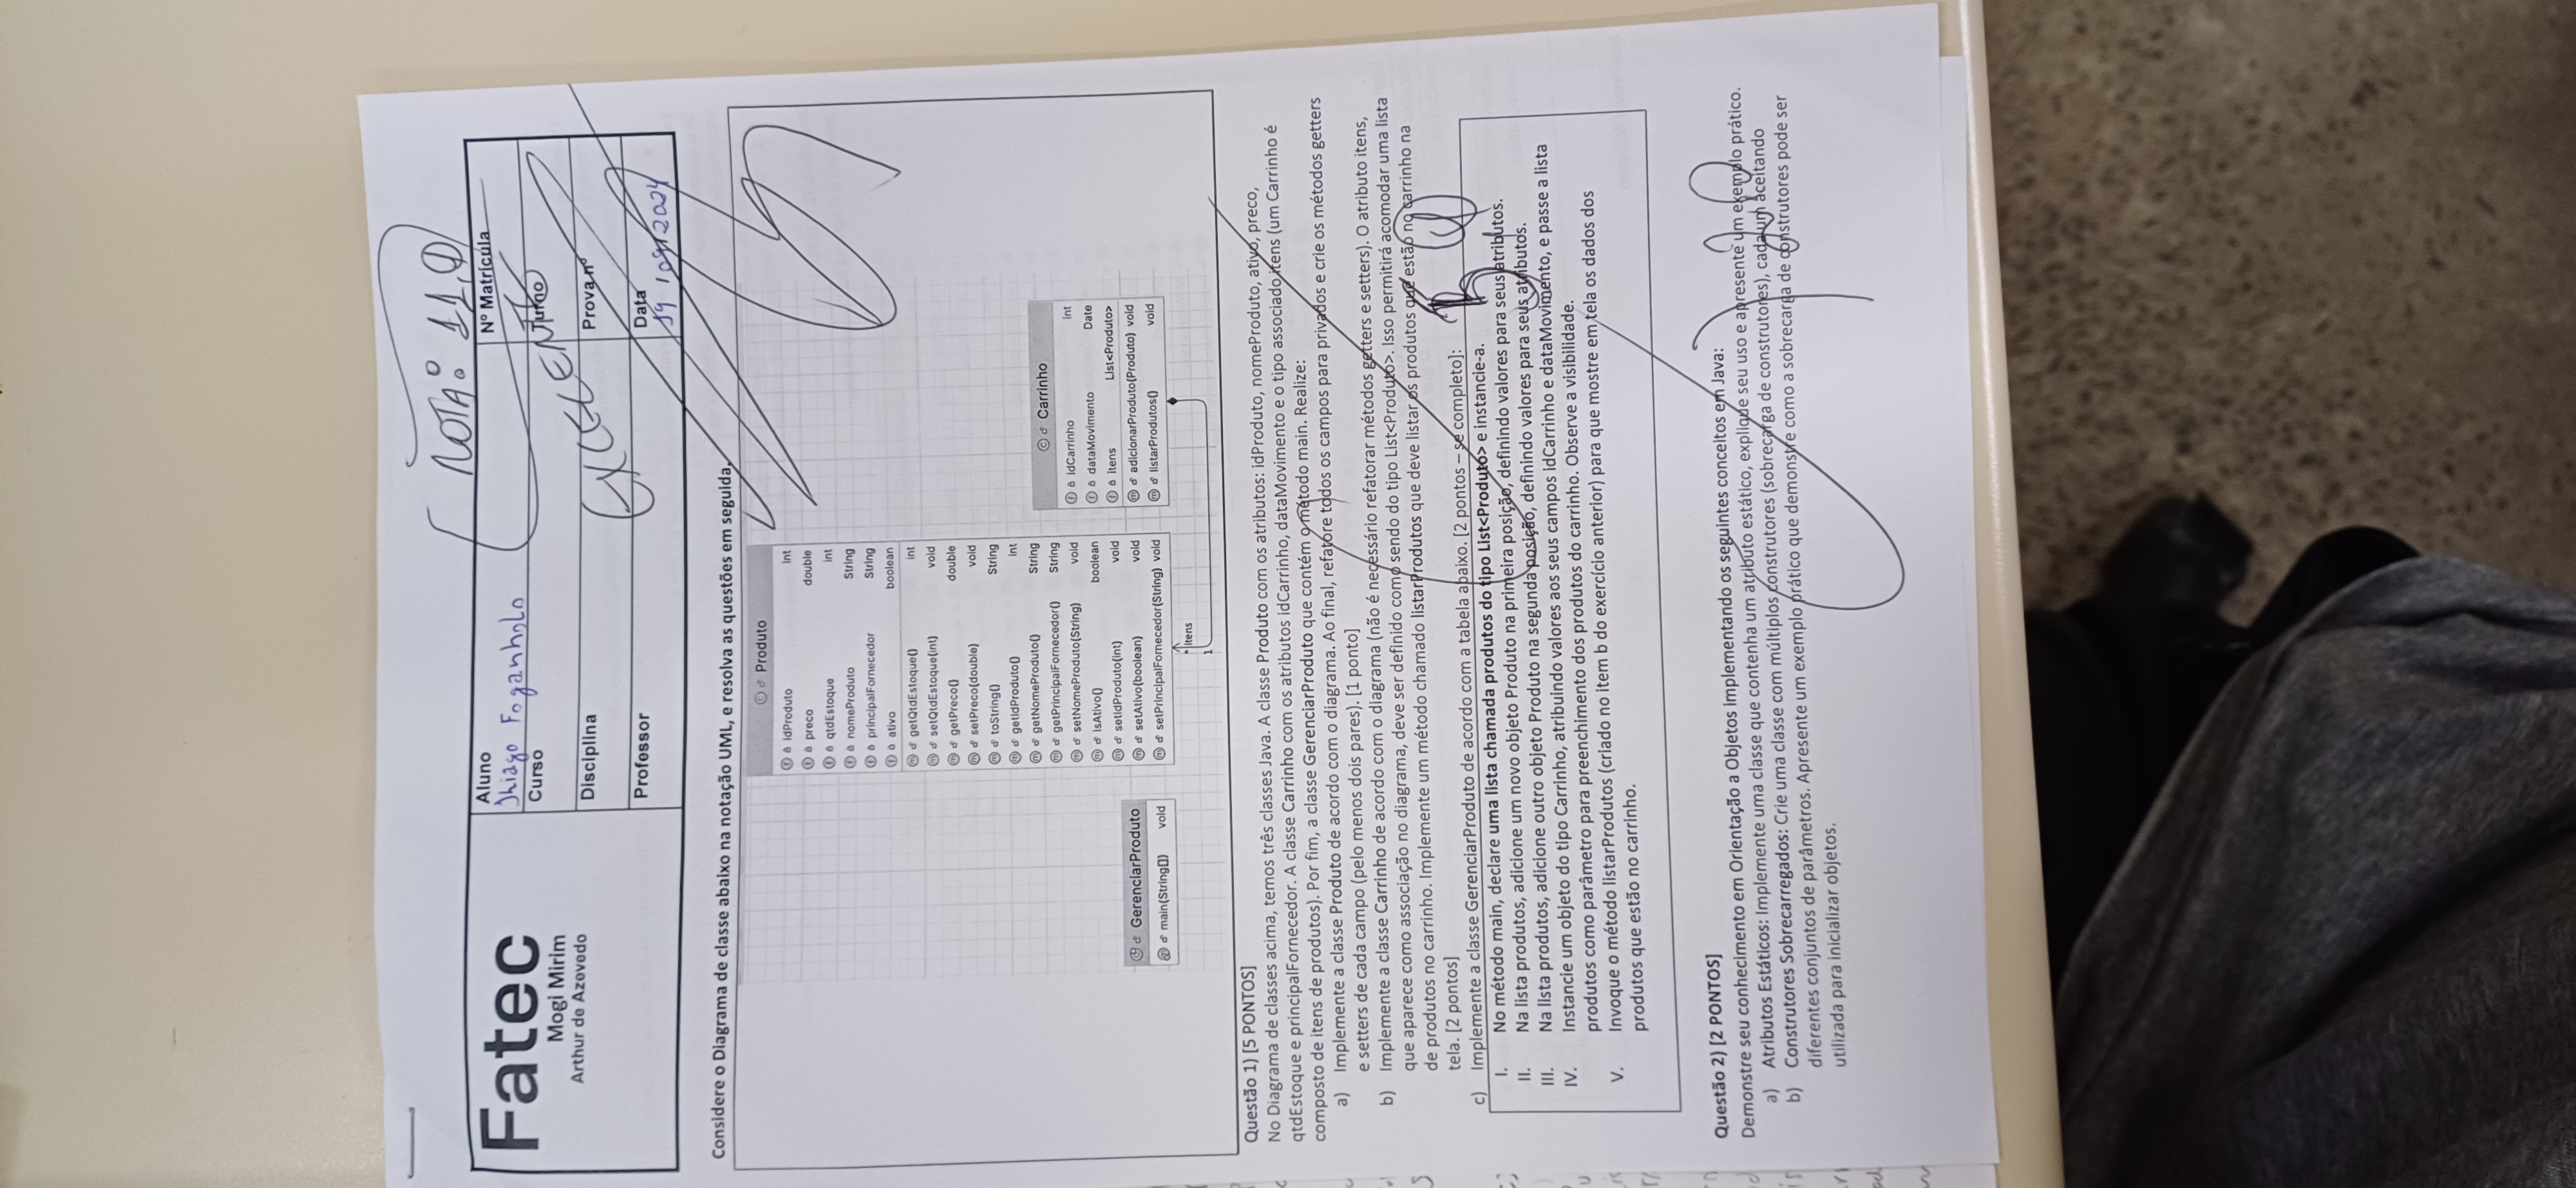 NOTA: 11,0
Fatec
Mogi Mirim
Arthur de Azevedo
Aluno
Thiago Foganholo
Nº Matrícula
Curso
Turno
EXCELENTE
Disciplina
Prova nº
Professor
Data
19 /09/2024
Considere o Diagrama de classe abaixo na notação UML, e resolva as questões em seguida.
Produto
idProduto int
preco double
qtdEstoque int
nomeProduto String
principalFornecedor String
ativo boolean
getQtdEstoque() int
setQtdEstoque(int) void
getPreco() double
setPreco(double) void
toString() String
getIdProduto() int
getNomeProduto() String
getPrincipalFornecedor() String
setNomeProduto(String) void
isAtivo() boolean
setIdProduto(int) void
setAtivo(boolean) void
setPrincipalFornecedor(String) void
Carrinho
idCarrinho int
dataMovimento Date
itens List<Produto>
adicionarProduto(Produto) void
listarProdutos() void
GerenciarProduto
main(String[]) void
* itens
1
Questão 1) [5 PONTOS]
No Diagrama de classes acima, temos três classes Java. A classe Produto com os atributos: idProduto, nomeProduto, ativo, preco,
qtdEstoque e principalFornecedor. A classe Carrinho com os atributos idCarrinho, dataMovimento e o tipo associado itens (um Carrinho é
composto de itens de produtos). Por fim, a classe GerenciarProduto que contém o método main. Realize:
a) Implemente a classe Produto de acordo com o diagrama. Ao final, refatore todos os campos para privados e crie os métodos getters
e setters de cada campo (pelo menos dois pares). [1 ponto]
b) Implemente a classe Carrinho de acordo com o diagrama (não é necessário refatorar métodos getters e setters). O atributo itens,
que aparece como associação no diagrama, deve ser definido como sendo do tipo List<Produto>. Isso permitirá acomodar uma lista
de produtos no carrinho. Implemente um método chamado listarProdutos que deve listar os produtos que estão no carrinho na
tela. [2 pontos]
c) Implemente a classe GerenciarProduto de acordo com a tabela abaixo. [2 pontos – se completo]:
I. No método main, declare uma lista chamada produtos do tipo List<Produto> e instancie-a.
II. Na lista produtos, adicione um novo objeto Produto na primeira posição, definindo valores para seus atributos.
III. Na lista produtos, adicione outro objeto Produto na segunda posição, definindo valores para seus atributos.
IV. Instancie um objeto do tipo Carrinho, atribuindo valores aos seus campos idCarrinho e dataMovimento, e passe a lista
produtos como parâmetro para preenchimento dos produtos do carrinho. Observe a visibilidade.
V. Invoque o método listarProdutos (criado no item b do exercício anterior) para que mostre em tela os dados dos
produtos que estão no carrinho.
Questão 2) [2 PONTOS]
Demonstre seu conhecimento em Orientação a Objetos implementando os seguintes conceitos em Java:
a) Atributos Estáticos: Implemente uma classe que contenha um atributo estático, explique seu uso e apresente um exemplo prático.
b) Construtores Sobrecarregados: Crie uma classe com múltiplos construtores (sobrecarga de construtores), cada um aceitando
diferentes conjuntos de parâmetros. Apresente um exemplo prático que demonstre como a sobrecarga de construtores pode ser
utilizada para inicializar objetos.